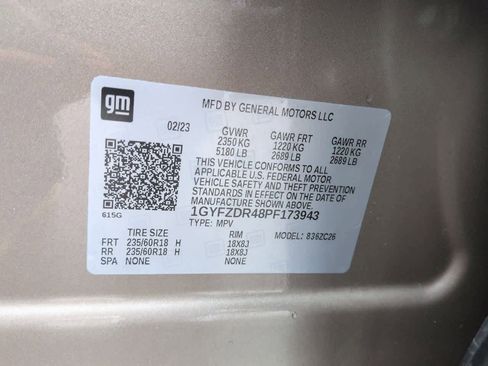 gm
MFD BY GENERAL MOTORS LLC
02/23 GVWR GAWR FRT GAWR RR
2350 KG 1220 KG 1220 KG
5180 LB 2689 LB 2689 LB
THIS VEHICLE CONFORMS TO ALL
APPLICABLE U.S. FEDERAL MOTOR
VEHICLE SAFETY AND THEFT PREVENTION
STANDARDS IN EFFECT ON THE DATE
OF MANUFACTURE SHOWN ABOVE.
615G 1GYFZDR48PF173943
TYPE: MPV
TIRE SIZE RIM MODEL: 836ZC26
FRT 235/60R18 H 18X8J
RR 235/60R18 H 18X8J
SPA NONE NONE